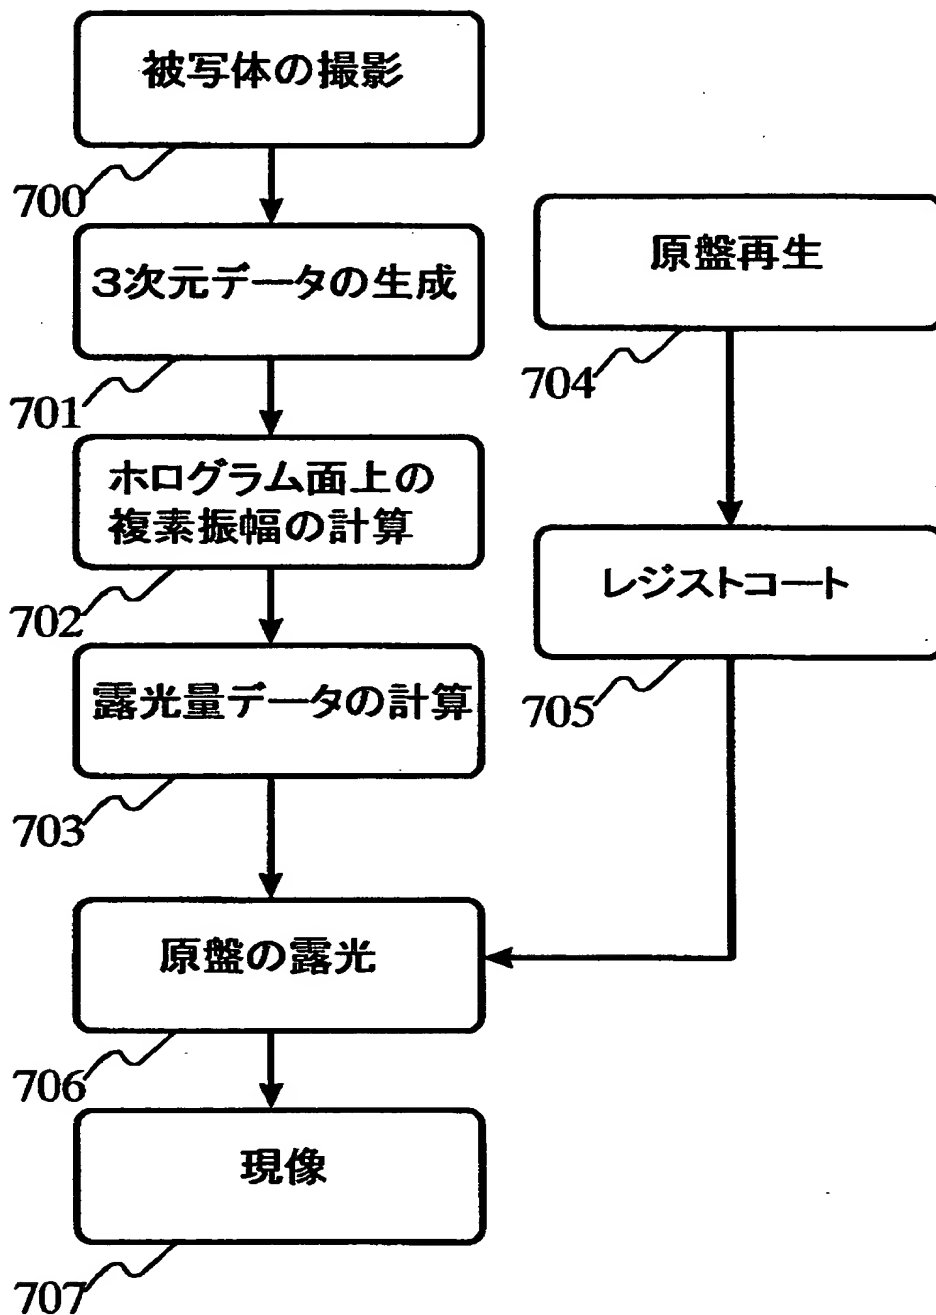 被写体の撮影
700
3次元データの生成
701
ホログラム面上の
複素振幅の計算
702
露光量データの計算
703
原盤再生
704
レジストコート
705
原盤の露光
706
現像
707